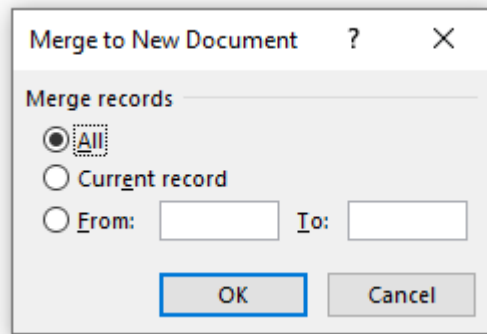 Merge to New Document ?
Merge records
All
Current record
From: To:
OK Cancel